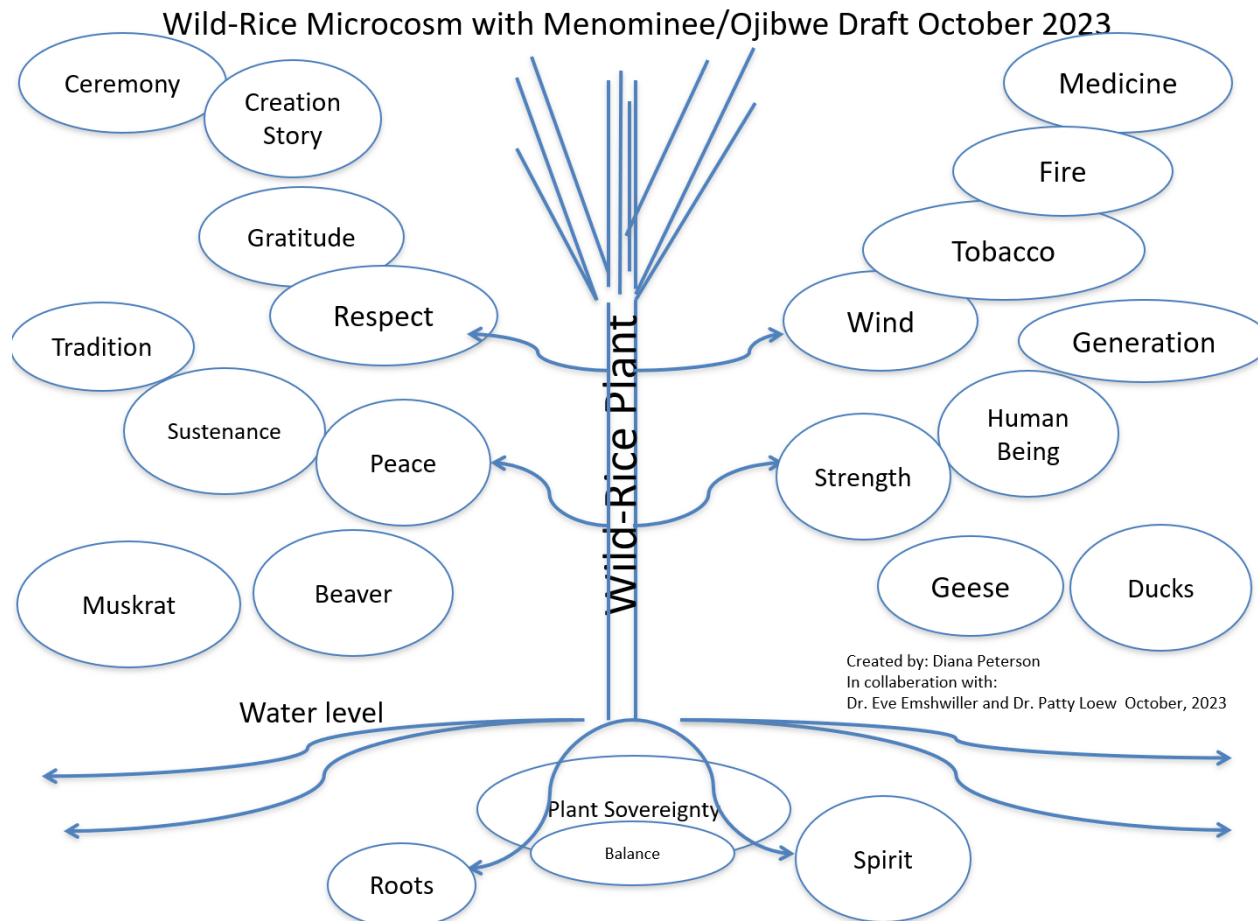 Wild-Rice Microcosm with Menominee/Ojibwe Draft October 2023
Ceremony
Creation
Story
Gratitude
Respect
Tradition
Sustenance
Peace
Muskrat
Beaver
Wild-Rice Plant
Medicine
Fire
Tobacco
Wind
Generation
Human
Being
Strength
Geese
Ducks
Created by: Diana Peterson
In collaberation with:
Dr. Eve Emshwiller and Dr. Patty Loew  October, 2023
Water level
Plant Sovereignty
Balance
Roots
Spirit